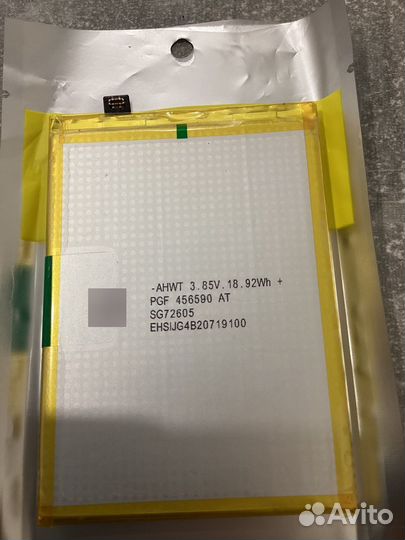 -AHWT 3.85V.18.92Wh +
PGF 456590 AT
SG72605
EHSIJG4B20719100
Avito